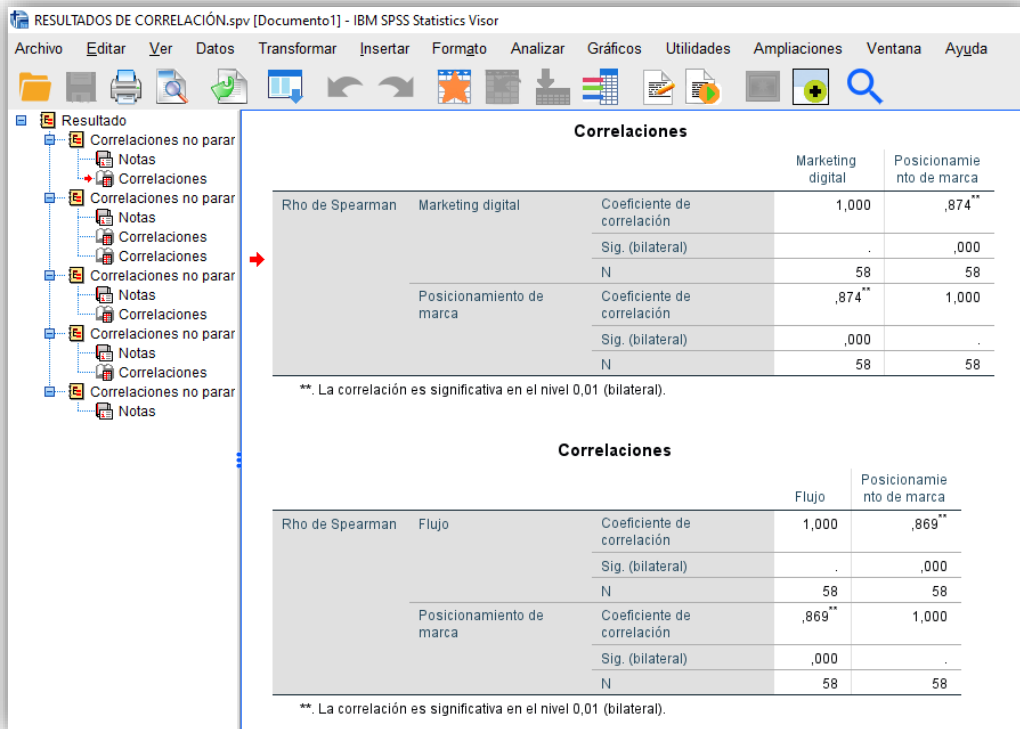 RESULTADOS DE CORRELACIÓN.spv [Documento1] - IBM SPSS Statistics Visor
Archivo Editar Ver Datos Transformar Insertar Formato Analizar Gráficos Utilidades Ampliaciones Ventana Ayuda
Resultado
Correlaciones no parar
Notas
Correlaciones
Correlaciones no parar
Notas
Correlaciones
Correlaciones
Correlaciones no parar
Notas
Correlaciones
Correlaciones no parar
Notas
Correlaciones
Correlaciones no parar
Notas
Correlaciones
Marketing Posicionamie
digital nto de marca
Rho de Spearman Marketing digital Coeficiente de 1,000 ,874**
correlación
Sig. (bilateral) . ,000
N 58 58
Posicionamiento de Coeficiente de ,874** 1,000
marca correlación
Sig. (bilateral) ,000 .
N 58 58
**. La correlación es significativa en el nivel 0,01 (bilateral).
Correlaciones
Posicionamie
Flujo nto de marca
Rho de Spearman Flujo Coeficiente de 1,000 ,869**
correlación
Sig. (bilateral) . ,000
N 58 58
Posicionamiento de Coeficiente de ,869** 1,000
marca correlación
Sig. (bilateral) ,000 .
N 58 58
**. La correlación es significativa en el nivel 0,01 (bilateral).